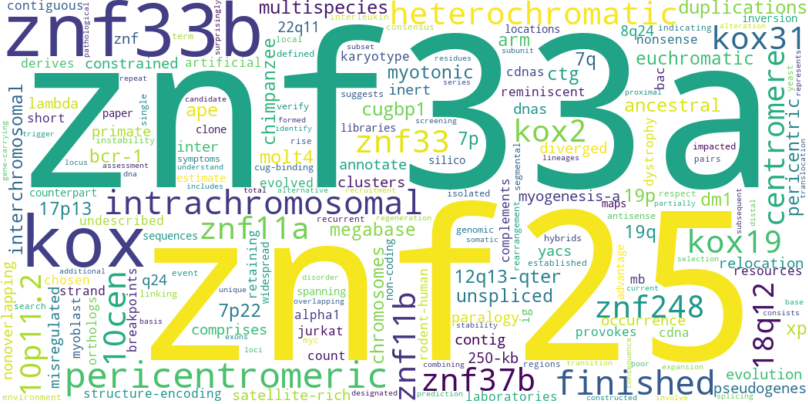 contiguous
pathological
multispecies
heterochromatic
duplications
znf33b
znf
22q11
interleukin
consensus
locations
arm
8q24
indicating
inversion
alteration
surprisingly
term
local
defined
karyotype
subset
subunit
residues
series
cdnas
7q
nonsense
kox31
derives
constrained
artificial
chimpanzee
myotonic
ctg
euchromatic
yeast
represents
znf33a
repeat
suggests
inert
reminiscent
bac
lambda
single
candidate
ape
verify
cugbp1
dnas
proximal
ancestral
centromere
pericentric
short
paper
clone
formed
identify
libraries
screening
kox2
impacted
trigger
primate
instability
inter
rise
znf33
7p
diverged
dystrophy
pairs
gene-carrying
interchromosomal
bcr-1
symptoms
molt4
silico
lineages
segmental
locus
assessment
dna
understand
estimate
includes
annotate
cug-binding
evolved
clusters
total
alternative
recruitment
isolated
myogenesis-a
maps
19p
dm1
respect
partially
distal
subsequent
translocation
counterpart
17p13
intrachromosomal
recurrent
regeneration
complements
rearrangement
antisense
undescribed
znf11a
megabase
genomic
somatic
hybrids
yacs
established
19q
kox19
kox
sequences
selection
relocation
additional
event
q24
chosen
strand
linking
retaining
widespread
disorder
spanning
overlapping
chromosomes
non-coding
12q13-qter
unspliced
advantage
mb
current
resources
nonoverlapping
10p11.2
search
misregulated
myoblast
orthologs
10cen
breakpoints
unique
7p22
basis
exons
loci
comprises
alpha1
jurkat
myc
count
znf25
znf11b
rodent-human
paralogy
ig
stability
contig
250-kb
combining
regions
znf248
provokes
occurrence
cdna
transition
poor
expansion
18q12
base
consists
xp
evolution
environment
pericentromeric
structure-encoding
satellite-rich
designated
prediction
znf37b
laboratories
finished
constructed
involve
splicing
pseudogenes